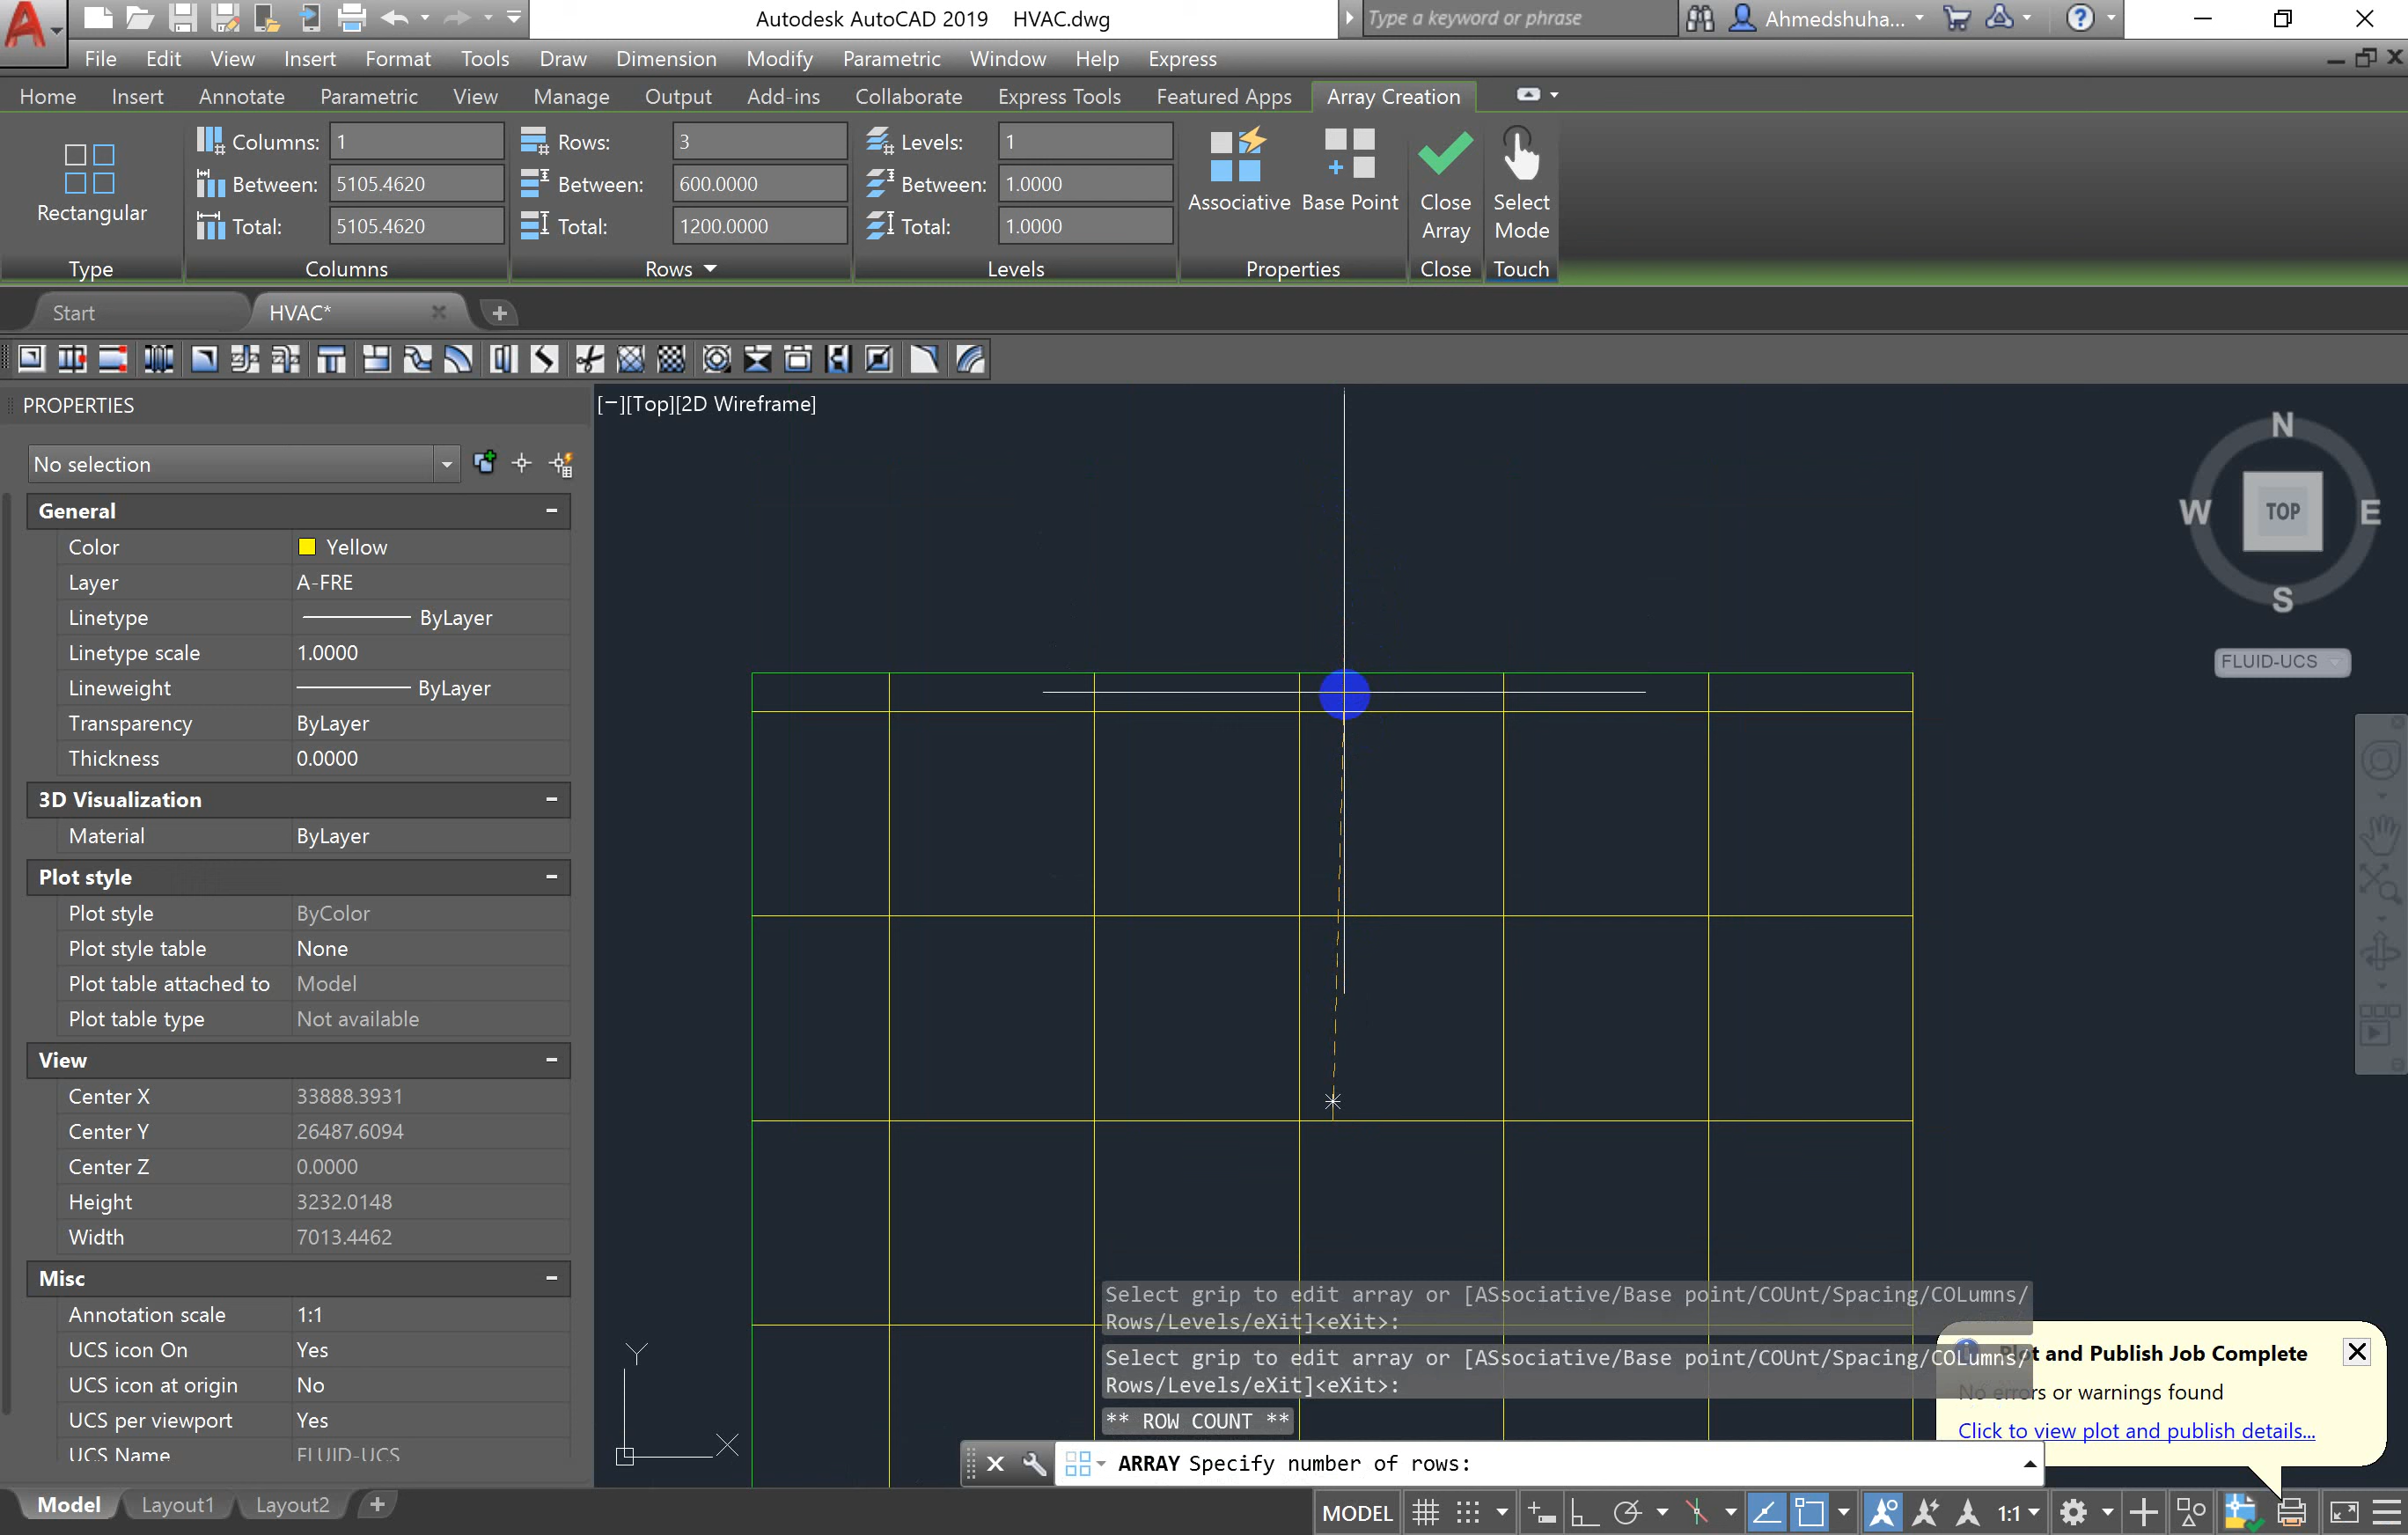 Autodesk AutoCAD 2019 HVAC.dwg
Type a keyword or phrase
Ahmedshuha...
File Edit View Insert Format Tools Draw Dimension Modify Parametric Window Help Express
Home Insert Annotate Parametric View Manage Output Add-ins Collaborate Express Tools Featured Apps Array Creation
Columns: 1 Rows: 3 Levels: 1
Between: 5105.4620 Between: 600.0000 Between: 1.0000
Total: 5105.4620 Total: 1200.0000 Total: 1.0000
Rectangular
Associative Base Point Close Array Select Mode
Type Columns Rows Levels Properties Close Touch
Start HVAC*
PROPERTIES
[−][Top][2D Wireframe]
No selection
General
Color Yellow
Layer A-FRE
Linetype ByLayer
Linetype scale 1.0000
Lineweight ByLayer
Transparency ByLayer
Thickness 0.0000
3D Visualization
Material ByLayer
Plot style
Plot style ByColor
Plot style table None
Plot table attached to Model
Plot table type Not available
View
Center X 33888.3931
Center Y 26487.6094
Center Z 0.0000
Height 3232.0148
Width 7013.4462
Misc
Annotation scale 1:1
UCS icon On Yes
UCS icon at origin No
UCS per viewport Yes
UCS Name FLUID-UCS
N
W TOP E
S
FLUID-UCS
Y
X
Select grip to edit array or [ASsociative/Base point/COUnt/Spacing/COLumns/
Rows/Levels/eXit]<eXit>:
Select grip to edit array or [ASsociative/Base point/COUnt/Spacing/COLumns/
Rows/Levels/eXit]<eXit>:
** ROW COUNT **
ARRAY Specify number of rows:
Plot and Publish Job Complete
No errors or warnings found
Click to view plot and publish details...
Model Layout1 Layout2
MODEL 1:1